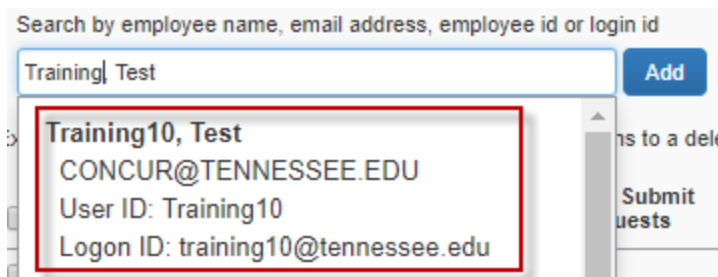 Search by employee name, email address, employee id or login id
Training, Test
Add
Training10, Test
CONCUR@TENNESSEE.EDU
User ID: Training10
Logon ID: training10@tennessee.edu
to a
Submit